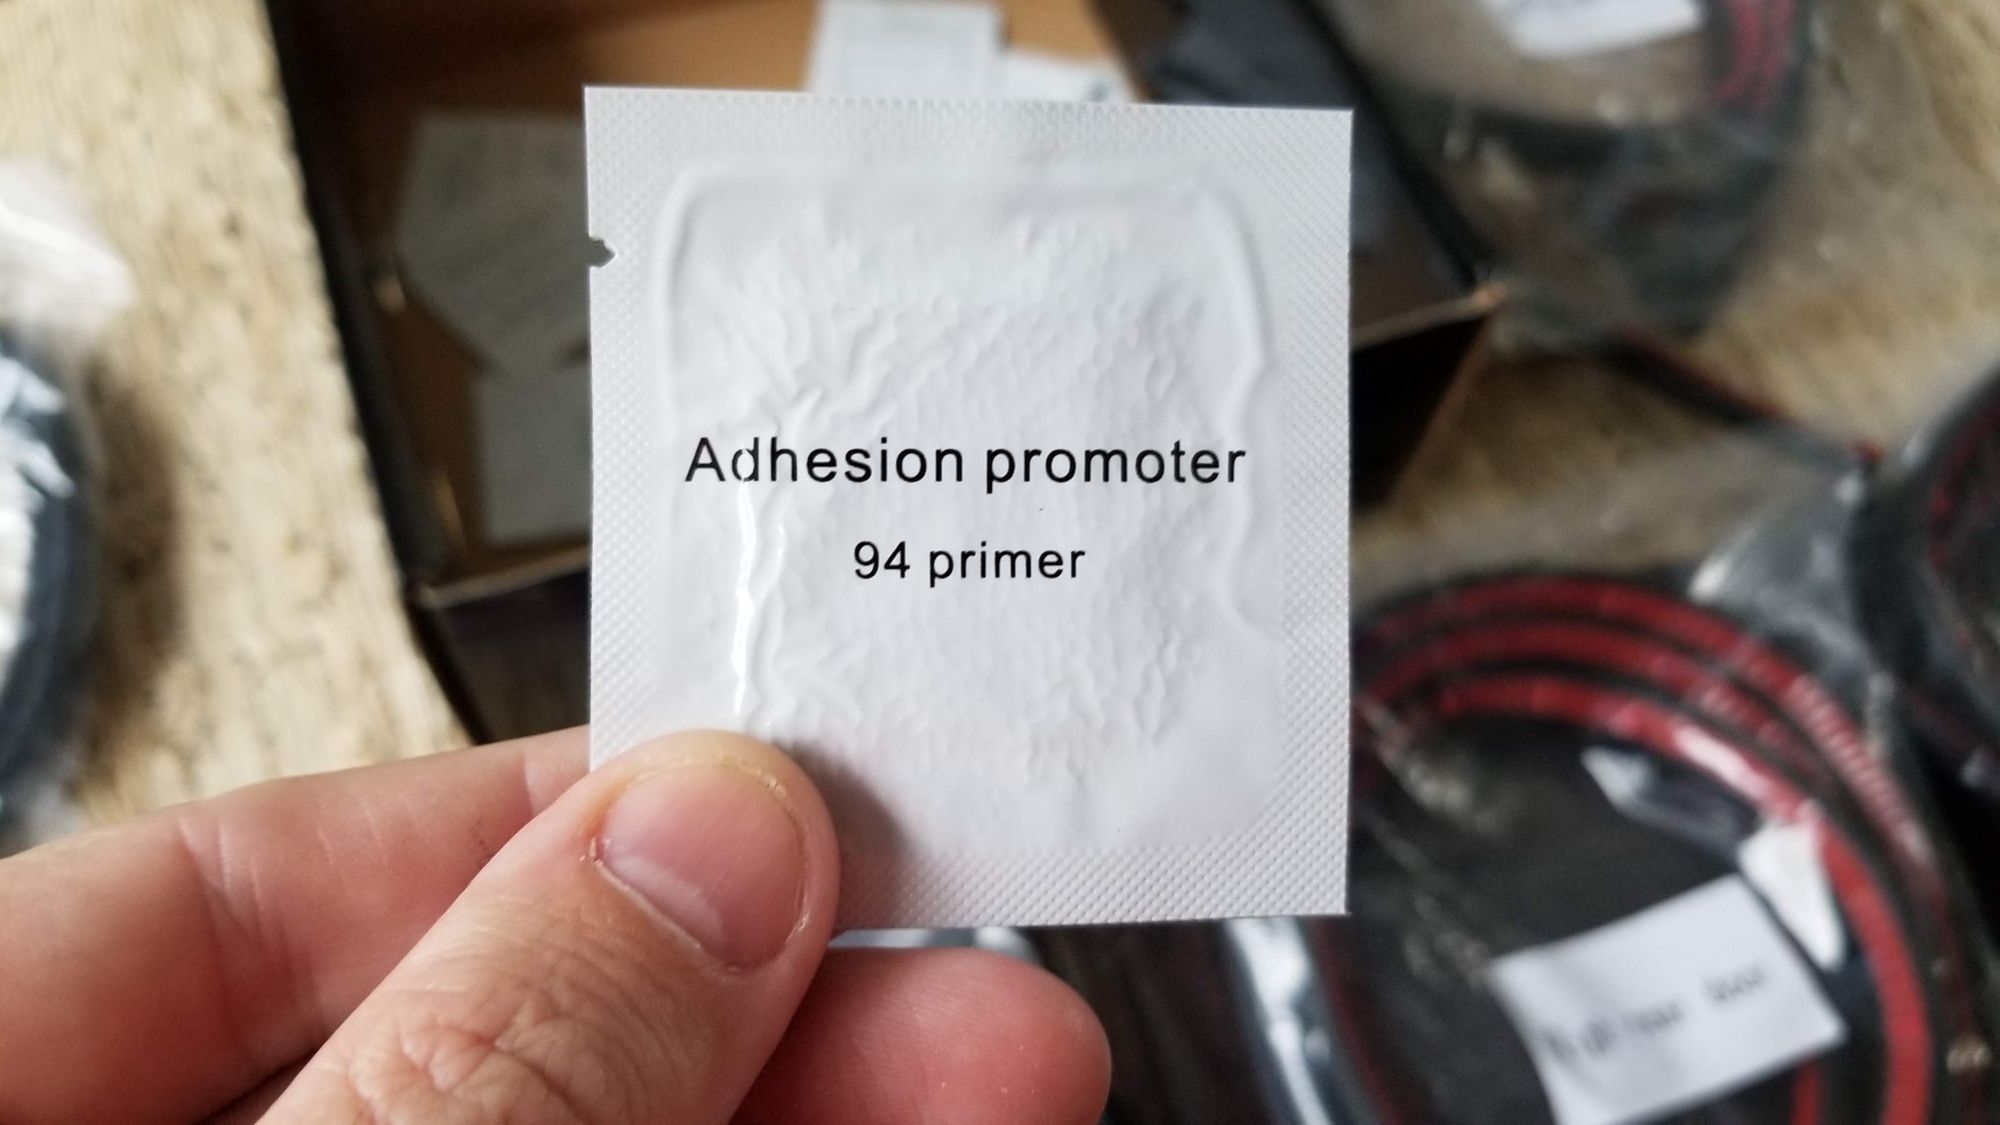 Adhesion promoter
94 primer